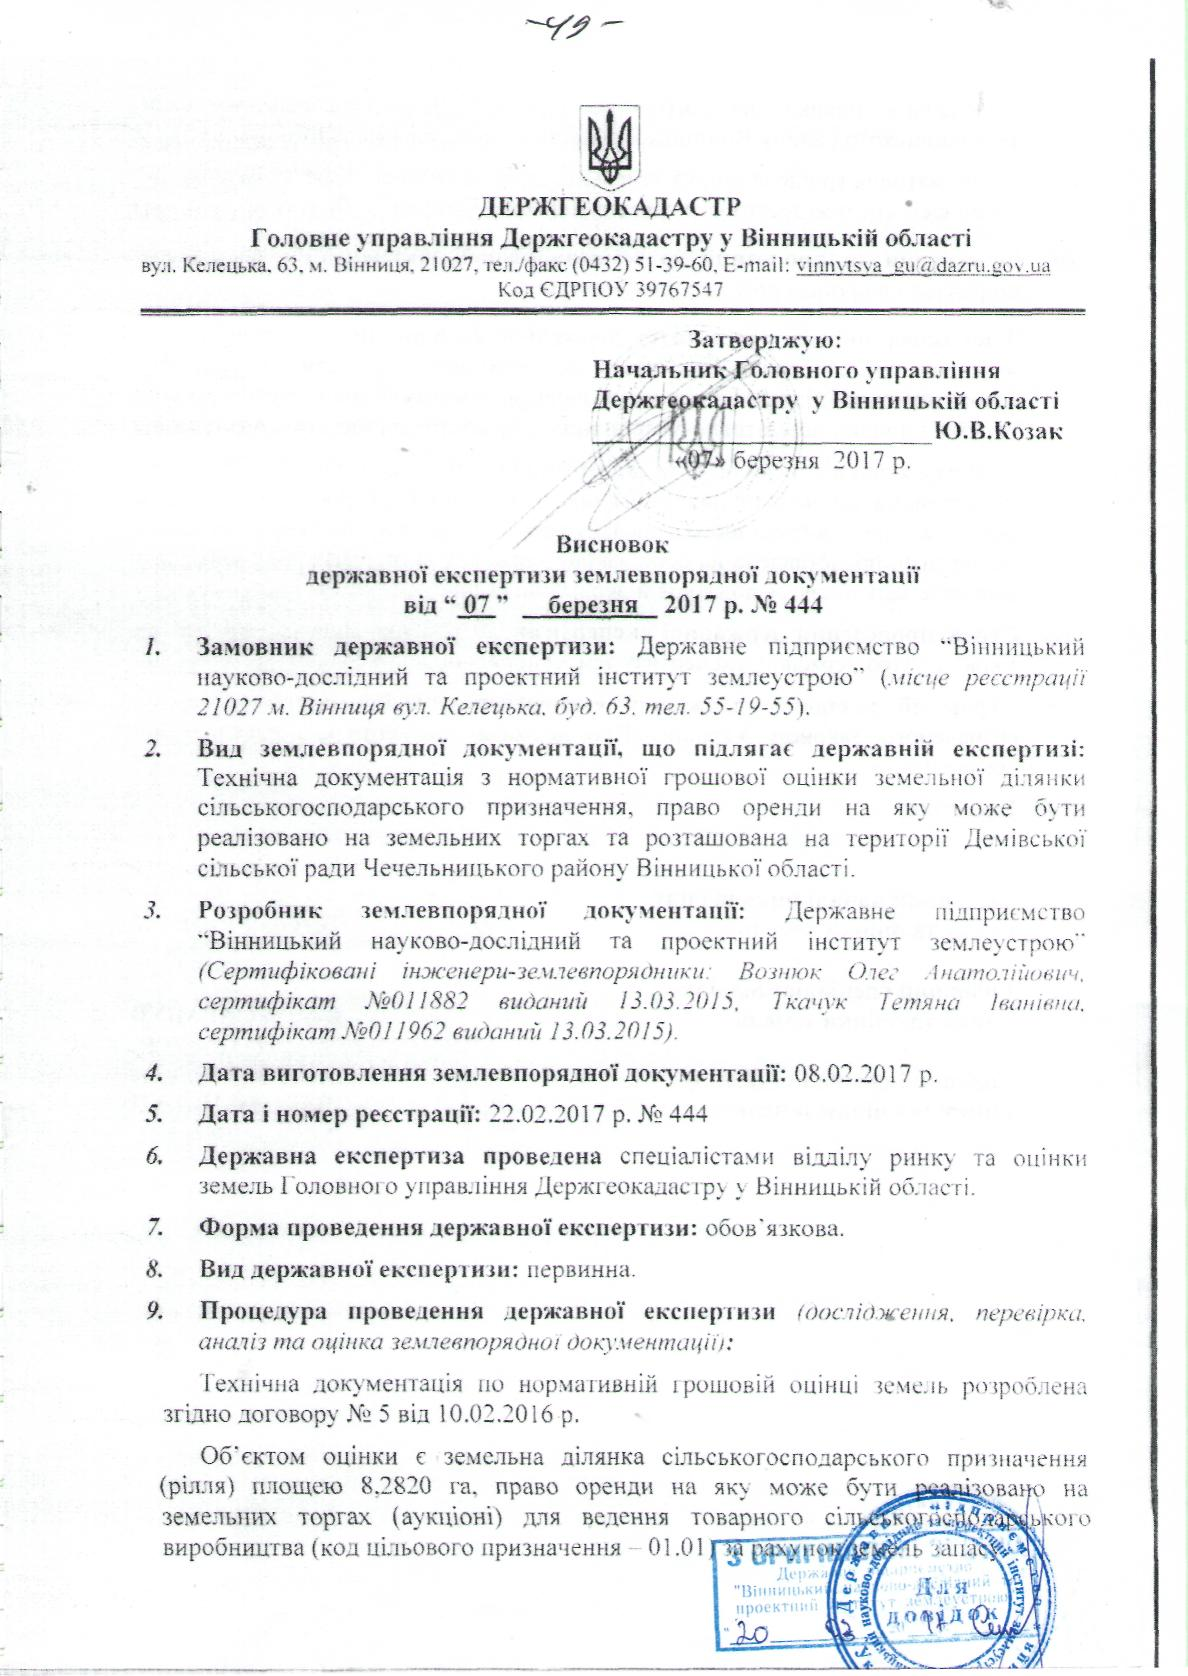 -49-
ДЕРЖГЕОКАДАСТР
Головне управління Держгеокадастру у Вінницькій області
вул. Келецька, 63, м. Вінниця, 21027, тел./факс (0432) 51-39-60, E-mail: vinnytsya_gu@dazru.gov.ua
Код ЄДРПОУ 39767547
Затверджую:
Начальник Головного управління
Держгеокадастру у Вінницькій області
Ю.В.Козак
«07» березня 2017 р.
Висновок
державної експертизи землевпорядної документації
від “ 07 ” березня 2017 р. № 444
1. Замовник державної експертизи: Державне підприємство “Вінницький
науково-дослідний та проектний інститут землеустрою” (місце реєстрації
21027 м. Вінниця вул. Келецька, буд. 63, тел. 55-19-55).
2. Вид землевпорядної документації, що підлягає державній експертизі:
Технічна документація з нормативної грошової оцінки земельної ділянки
сільськогосподарського призначення, право оренди на яку може бути
реалізовано на земельних торгах та розташована на території Демівської
сільської ради Чечельницького району Вінницької області.
3. Розробник землевпорядної документації: Державне підприємство
“Вінницький науково-дослідний та проектний інститут землеустрою”
(Сертифіковані інженери-землевпорядники: Вознюк Олег Анатолійович,
сертифікат №011882 виданий 13.03.2015, Ткачук Тетяна Іванівна,
сертифікат №011962 виданий 13.03.2015).
4. Дата виготовлення землевпорядної документації: 08.02.2017 р.
5. Дата і номер реєстрації: 22.02.2017 р. № 444
6. Державна експертиза проведена спеціалістами відділу ринку та оцінки
земель Головного управління Держгеокадастру у Вінницькій області.
7. Форма проведення державної експертизи: обов’язкова.
8. Вид державної експертизи: первинна.
9. Процедура проведення державної експертизи (дослідження, перевірка,
аналіз та оцінка землевпорядної документації):
Технічна документація по нормативній грошовій оцінці земель розроблена
згідно договору № 5 від 10.02.2016 р.
Об’єктом оцінки є земельна ділянка сільськогосподарського призначення
(рілля) площею 8,2820 га, право оренди на яку може бути реалізовано на
земельних торгах (аукціоні) для ведення товарного сільськогосподарського
виробництва (код цільового призначення – 01.01) за рахунок земель запасу
З ОРИГІНА
"Вінницький
проектний землеустрою
20 03 17
Для
довідок